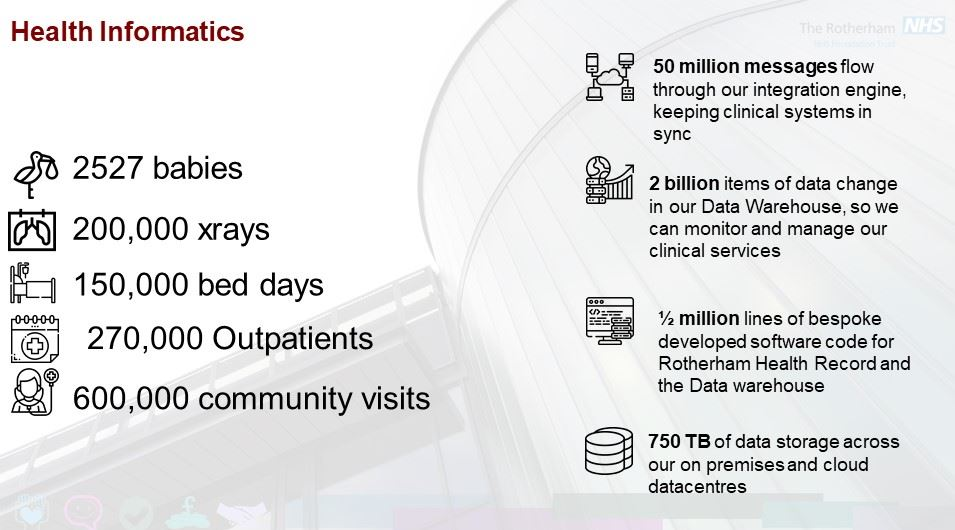 Health Informatics
The Rotherham NHS
NHS Foundation Trust
2527 babies
200,000 xrays
150,000 bed days
270,000 Outpatients
600,000 community visits
50 million messages flow
through our integration engine,
keeping clinical systems in
sync
2 billion items of data change
in our Data Warehouse, so we
can monitor and manage our
clinical services
½ million lines of bespoke
developed software code for
Rotherham Health Record and
the Data warehouse
750 TB of data storage across
our on premises and cloud
datacentres